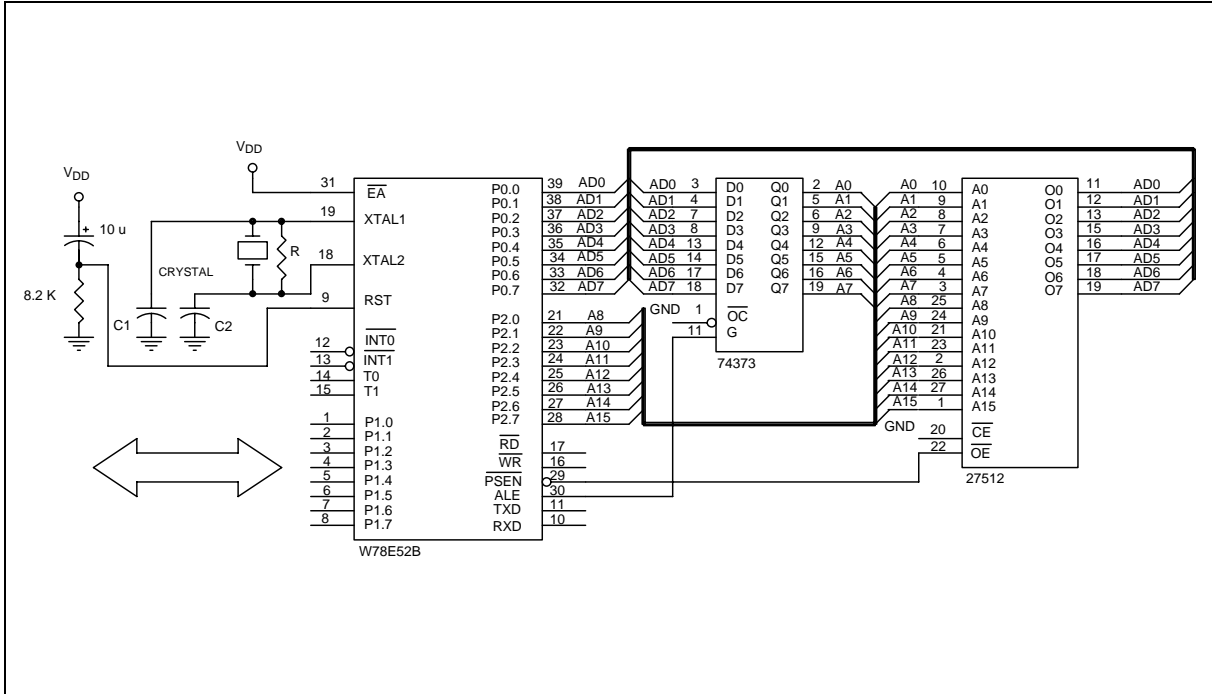 VDD
10 u
8.2 K
VDD
CRYSTAL
C1
C2
R
31 EA
19 XTAL1
18 XTAL2
9 RST
12 INT0
13 INT1
14 T0
15 T1
1 P1.0
2 P1.1
3 P1.2
4 P1.3
5 P1.4
6 P1.5
7 P1.6
8 P1.7
P0.0 39 AD0
P0.1 38 AD1
P0.2 37 AD2
P0.3 36 AD3
P0.4 35 AD4
P0.5 34 AD5
P0.6 33 AD6
P0.7 32 AD7
P2.0 21 A8
P2.1 22 A9
P2.2 23 A10
P2.3 24 A11
P2.4 25 A12
P2.5 26 A13
P2.6 27 A14
P2.7 28 A15
RD 17
WR 16
PSEN 29
ALE 30
TXD 11
RXD 10
W78E52B
AD0 3 D0 Q0 2 A0
AD1 4 D1 Q1 5 A1
AD2 7 D2 Q2 6 A2
AD3 8 D3 Q3 9 A3
AD4 13 D4 Q4 12 A4
AD5 14 D5 Q5 15 A5
AD6 17 D6 Q6 16 A6
AD7 18 D7 Q7 19 A7
GND 1 OC
11 G
74373
A0 10 A0 O0 11 AD0
A1 9 A1 O1 12 AD1
A2 8 A2 O2 13 AD2
A3 7 A3 O3 15 AD3
A4 6 A4 O4 16 AD4
A5 5 A5 O5 17 AD5
A6 4 A6 O6 18 AD6
A7 3 A7 O7 19 AD7
A8 25 A8
A9 24 A9
A10 21 A10
A11 23 A11
A12 2 A12
A13 26 A13
A14 27 A14
A15 1 A15
GND 20 CE
22 OE
27512